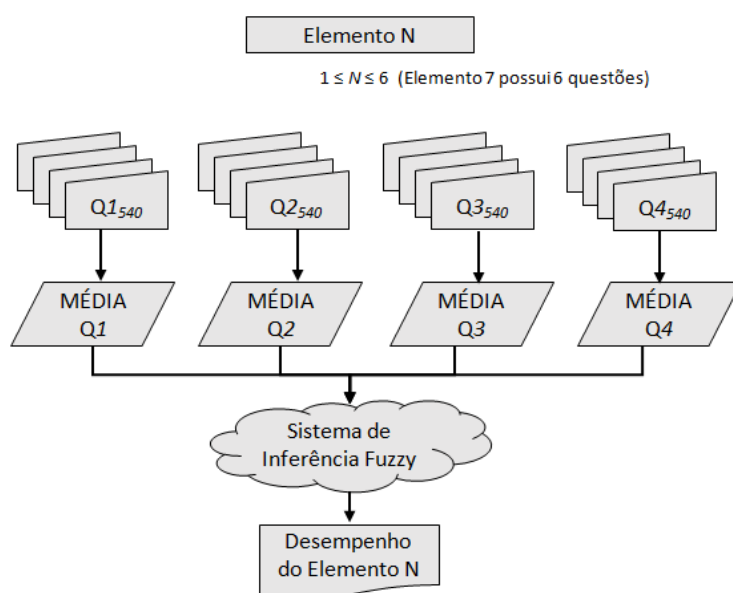 Elemento N
1 ≤ N ≤ 6 (Elemento 7 possui 6 questões)
Q1540 Q2540 Q3540 Q4540
MÉDIA MÉDIA MÉDIA MÉDIA
Q1 Q2 Q3 Q4
Sistema de
Inferência Fuzzy
Desempenho
do Elemento N